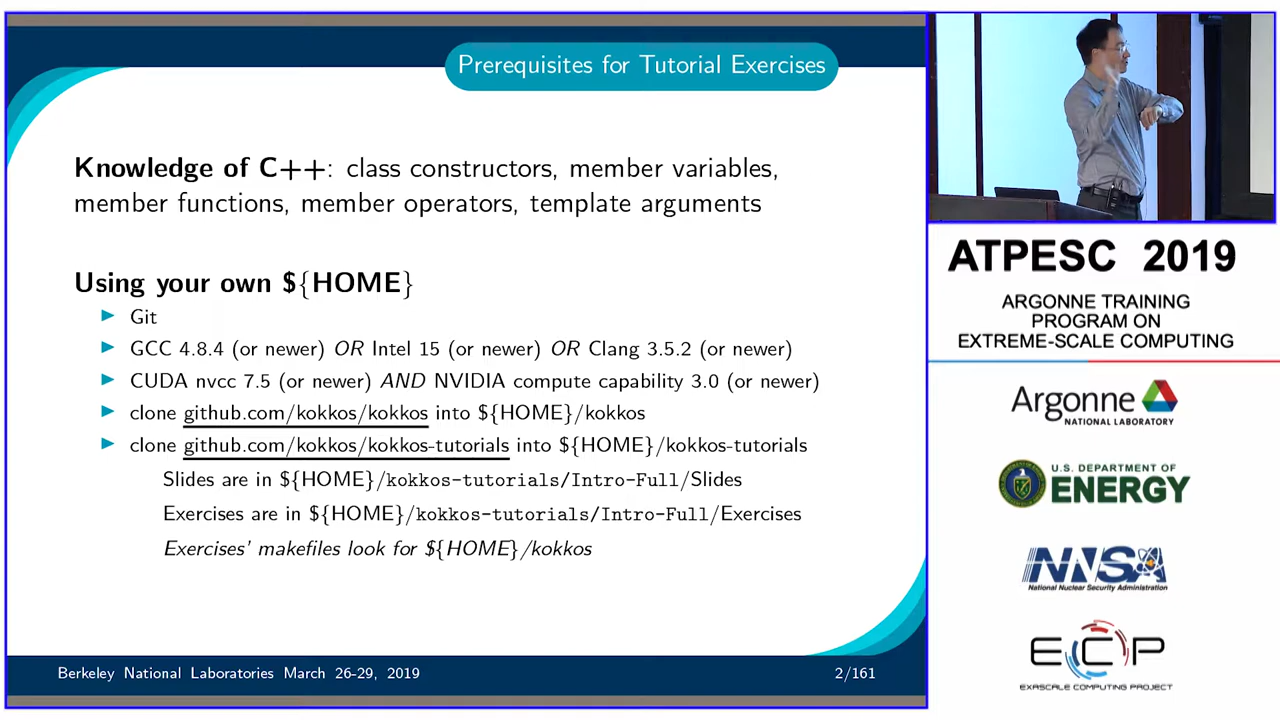 Prerequisites for Tutorial Exercises
Knowledge of C++: class constructors, member variables,
member functions, member operators, template arguments
Using your own ${HOME}
▶ Git
▶ GCC 4.8.4 (or newer) OR Intel 15 (or newer) OR Clang 3.5.2 (or newer)
▶ CUDA nvcc 7.5 (or newer) AND NVIDIA compute capability 3.0 (or newer)
▶ clone github.com/kokkos/kokkos into ${HOME}/kokkos
▶ clone github.com/kokkos/kokkos-tutorials into ${HOME}/kokkos-tutorials
Slides are in ${HOME}/kokkos-tutorials/Intro-Full/Slides
Exercises are in ${HOME}/kokkos-tutorials/Intro-Full/Exercises
Exercises' makefiles look for ${HOME}/kokkos
Berkeley National Laboratories March 26-29, 2019
2/161
ATPESC 2019
ARGONNE TRAINING
PROGRAM ON
EXTREME-SCALE COMPUTING
Argonne
NATIONAL LABORATORY
U.S. DEPARTMENT OF
ENERGY
NNSA
National Nuclear Security Administration
ECP
EXASCALE COMPUTING PROJECT